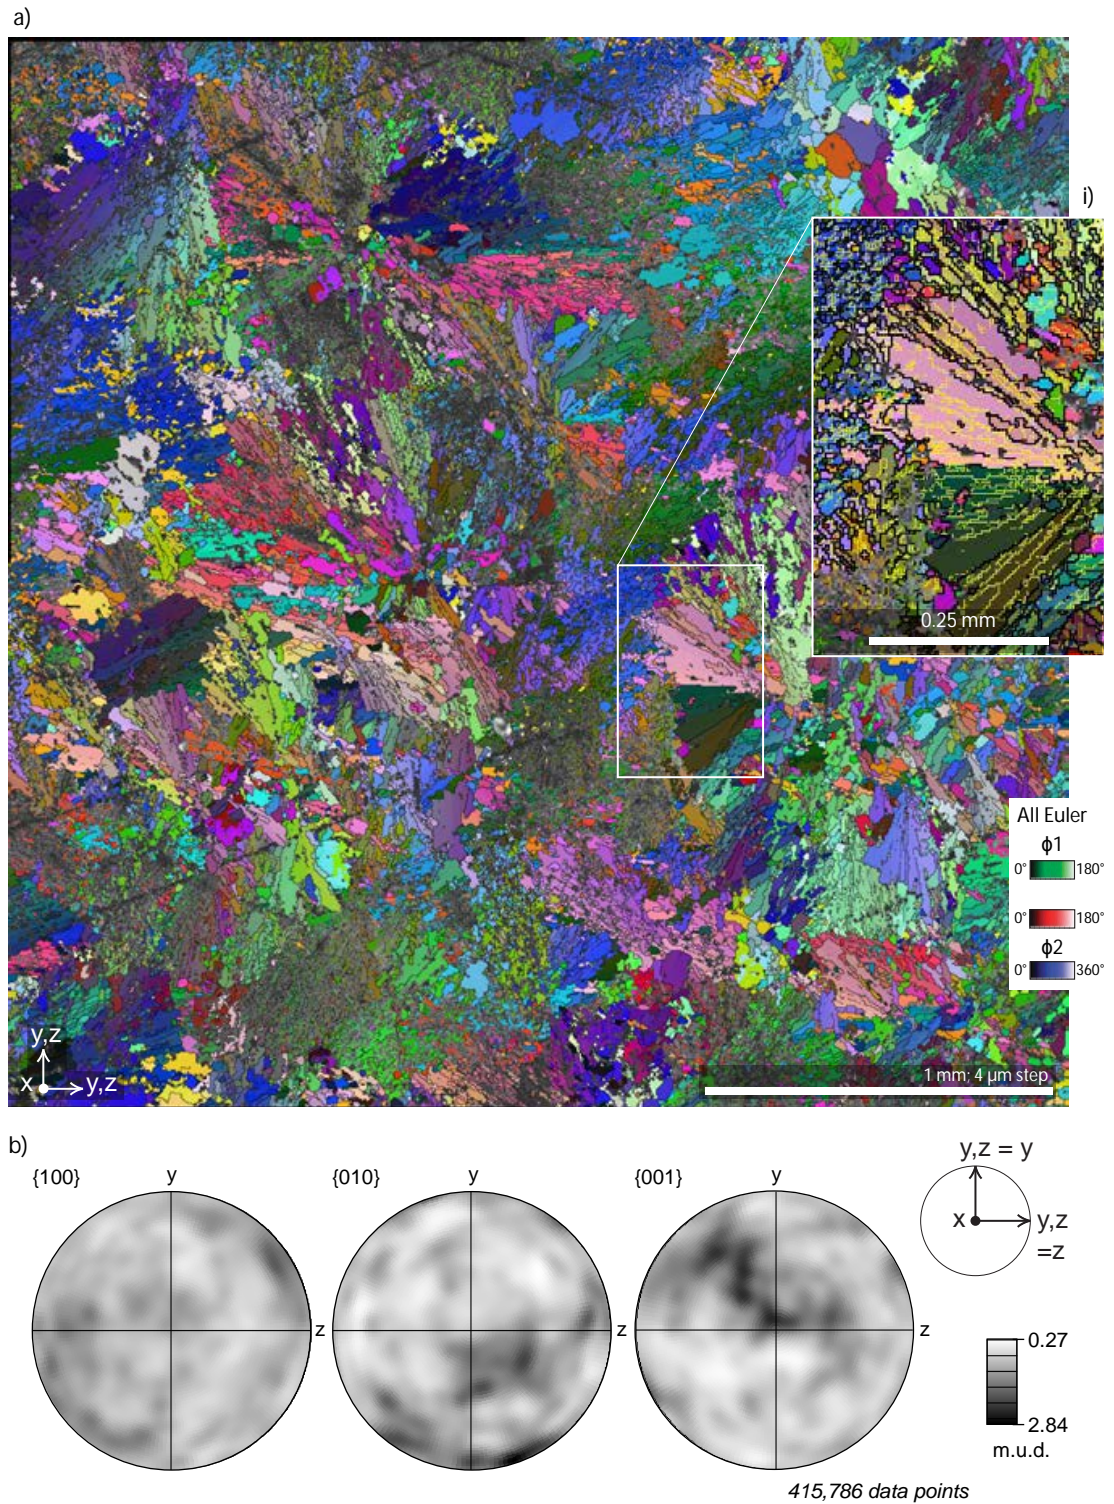 a)
i)
0.25 mm
All Euler
ϕ1
0° 180°
0° 180°
ϕ2
0° 360°
y,z
x y,z
1 mm; 4 µm step
b)
{100} y
{010}
{001} y
y,z = y
x y,z
=z
z
z
z
0.27
2.84
m.u.d.
415,786 data points